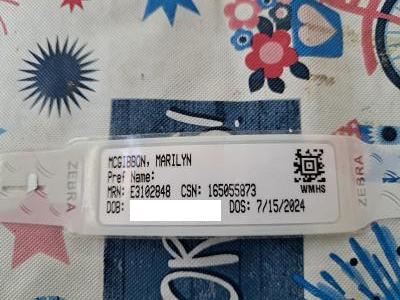 MCGIBBON, MARILYN
Pref Name:
MRN: E3102848 CSN: 165055873
DOB: DOS: 7/15/2024
WMHS
ZEBRA
ZEBRA